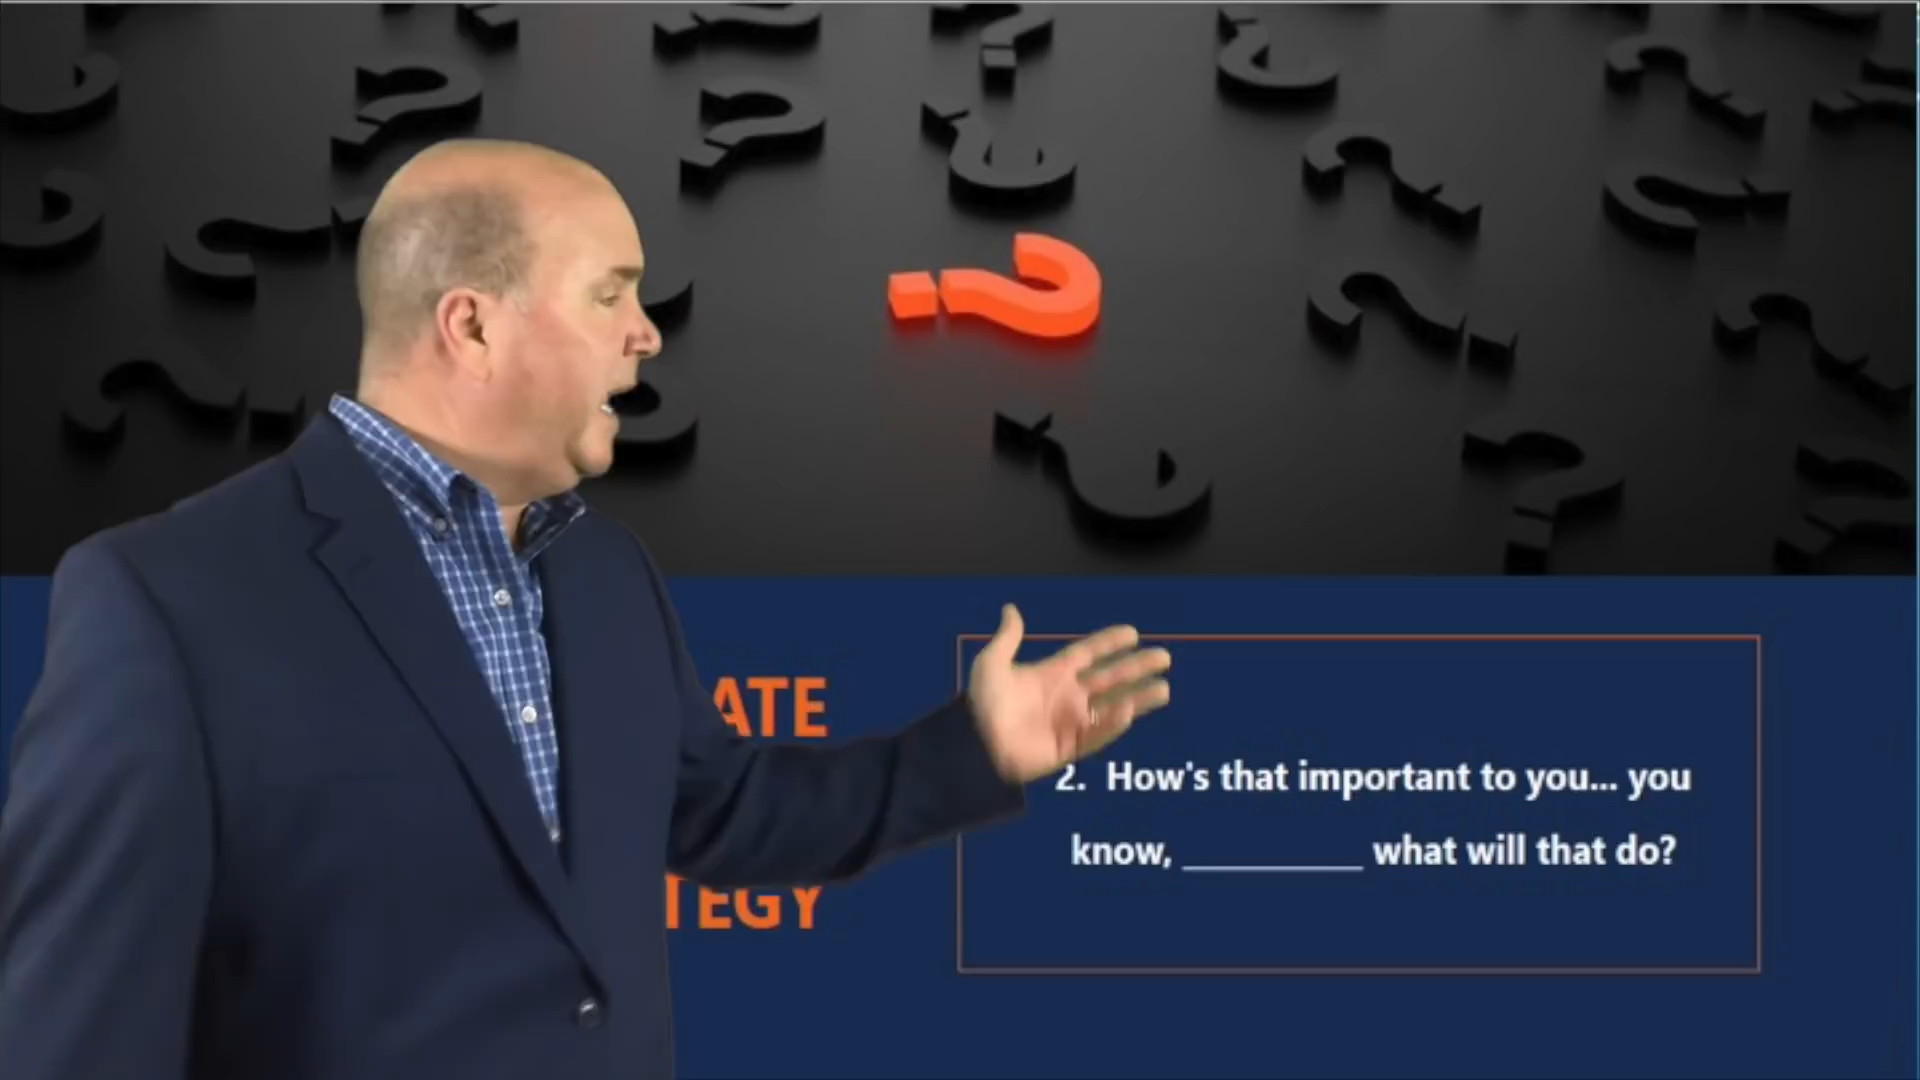 ATE
TEGY
2. How's that important to you... you
know, __________ what will that do?